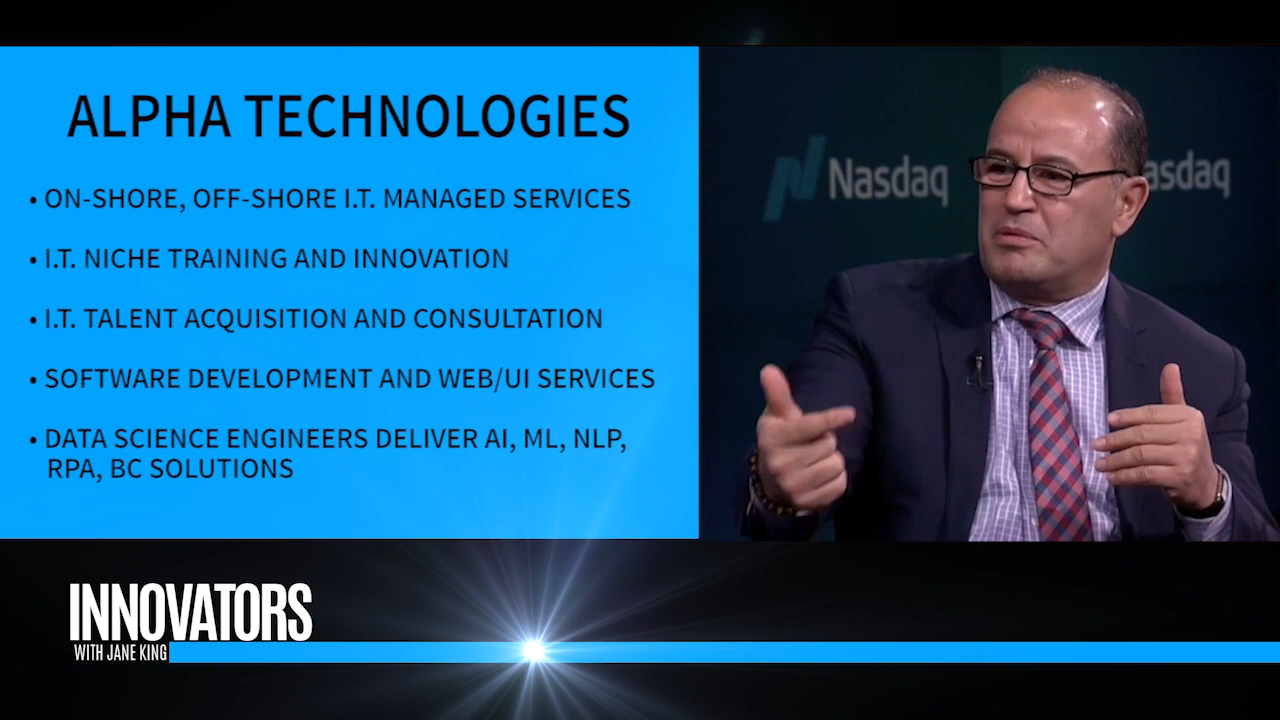 ALPHA TECHNOLOGIES
• ON-SHORE, OFF-SHORE I.T. MANAGED SERVICES
• I.T. NICHE TRAINING AND INNOVATION
• I.T. TALENT ACQUISITION AND CONSULTATION
• SOFTWARE DEVELOPMENT AND WEB/UI SERVICES
• DATA SCIENCE ENGINEERS DELIVER AI, ML, NLP,
RPA, BC SOLUTIONS
Nasdaq
asdaq
INNOVATORS
WITH JANE KING